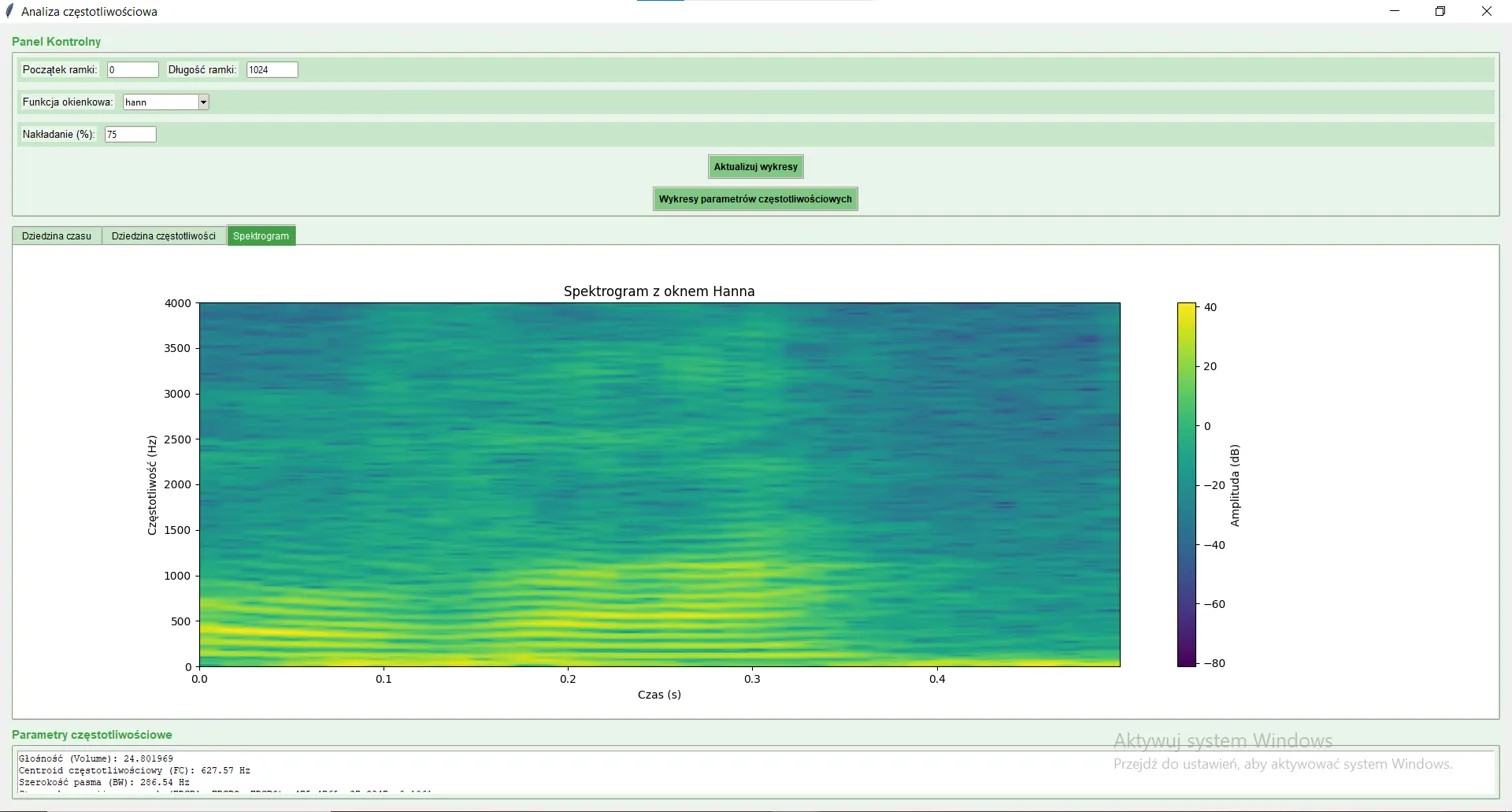 Analiza częstotliwościowa
Panel Kontrolny
Początek ramki: 0 Długość ramki: 1024
Funkcja okienkowa: hann
Nakładanie (%): 75
Aktualizuj wykresy
Wykresy parametrów częstotliwościowych
Dziedzina czasu Dziedzina częstotliwości Spektrogram
Spektrogram z oknem Hanna
4000
3500
3000
2500
2000
1500
1000
500
0
Częstotliwość (Hz)
0.0 0.1 0.2 0.3 0.4
Czas (s)
40
20
0
−20
−40
−60
−80
Amplituda (dB)
Parametry częstotliwościowe
Głośność (Volume): 24.801969
Centroid częstotliwościowy (FC): 627.57 Hz
Szerokość pasma (BW): 286.54 Hz
Aktywuj system Windows
Przejdź do ustawień, aby aktywować system Windows.